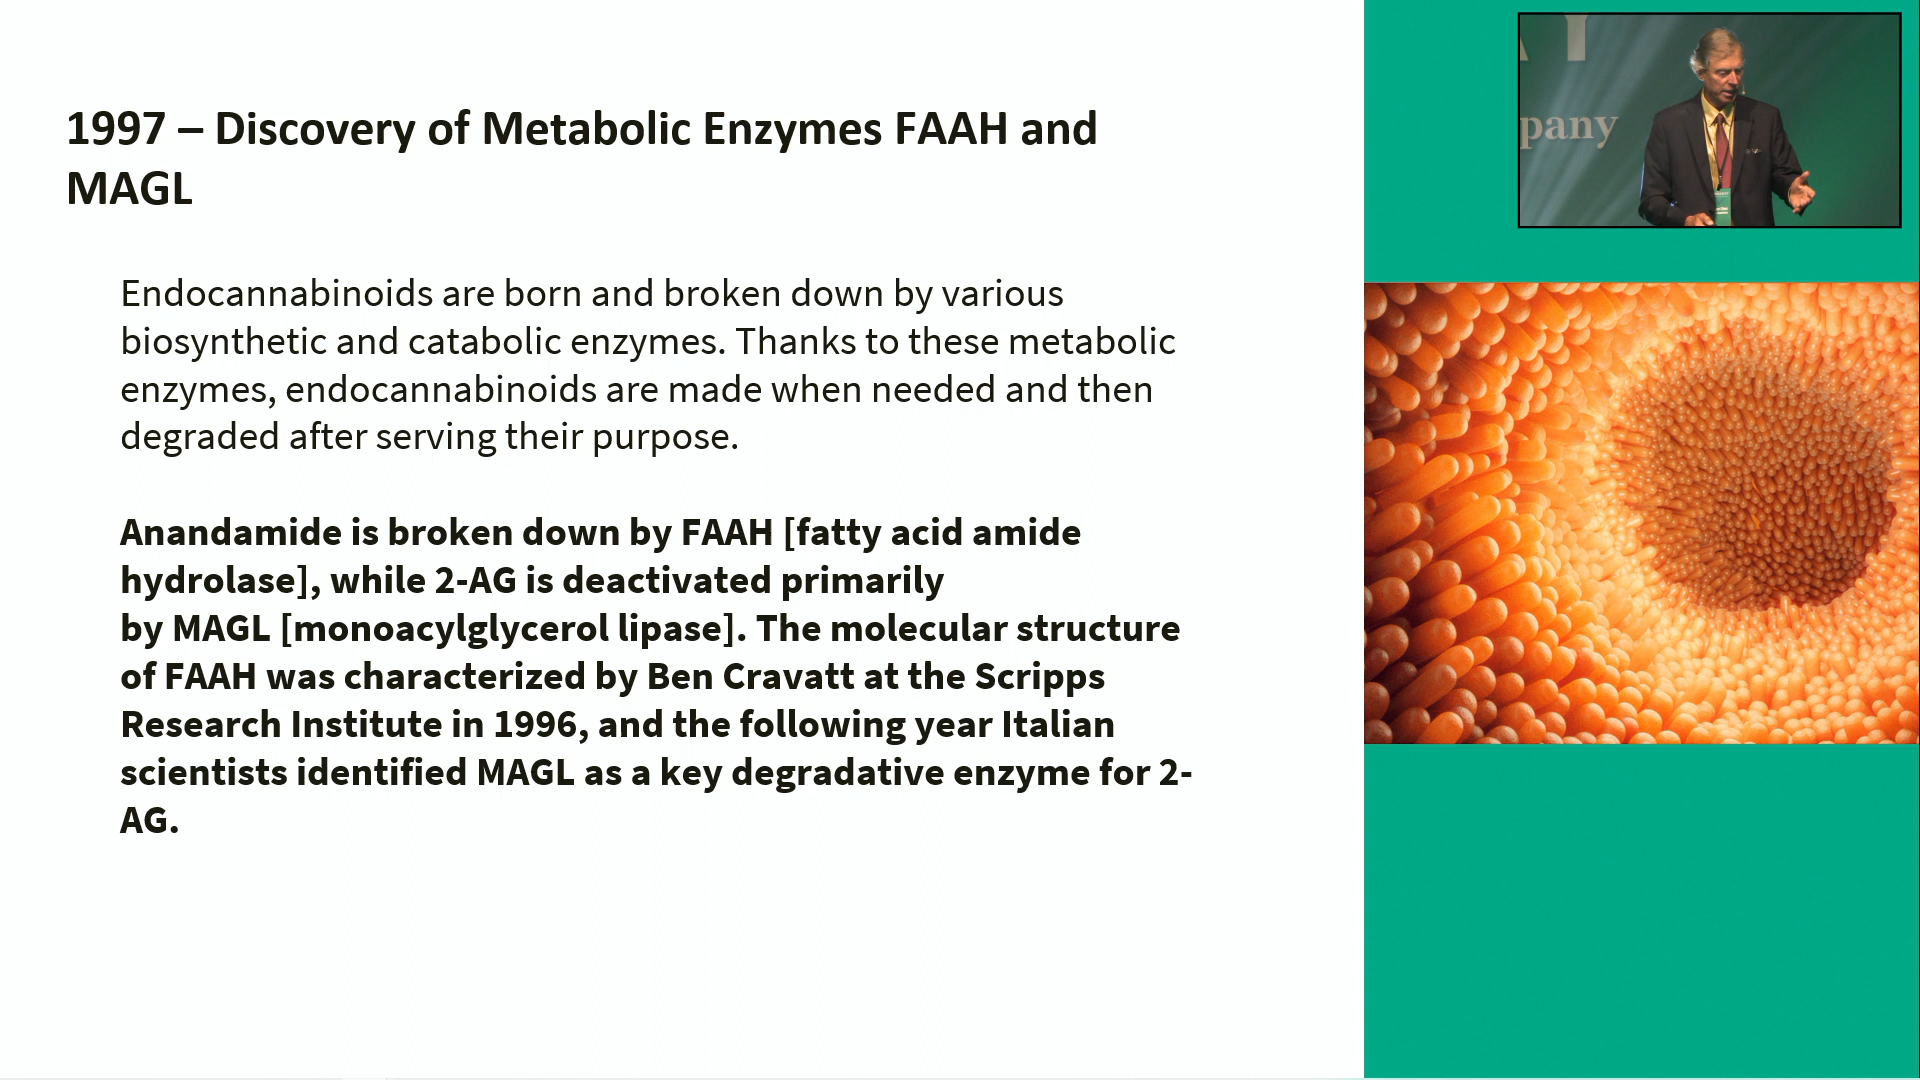 1997 – Discovery of Metabolic Enzymes FAAH and
MAGL
Endocannabinoids are born and broken down by various
biosynthetic and catabolic enzymes. Thanks to these metabolic
enzymes, endocannabinoids are made when needed and then
degraded after serving their purpose.
Anandamide is broken down by FAAH [fatty acid amide
hydrolase], while 2-AG is deactivated primarily
by MAGL [monoacylglycerol lipase]. The molecular structure
of FAAH was characterized by Ben Cravatt at the Scripps
Research Institute in 1996, and the following year Italian
scientists identified MAGL as a key degradative enzyme for 2-
AG.
pany